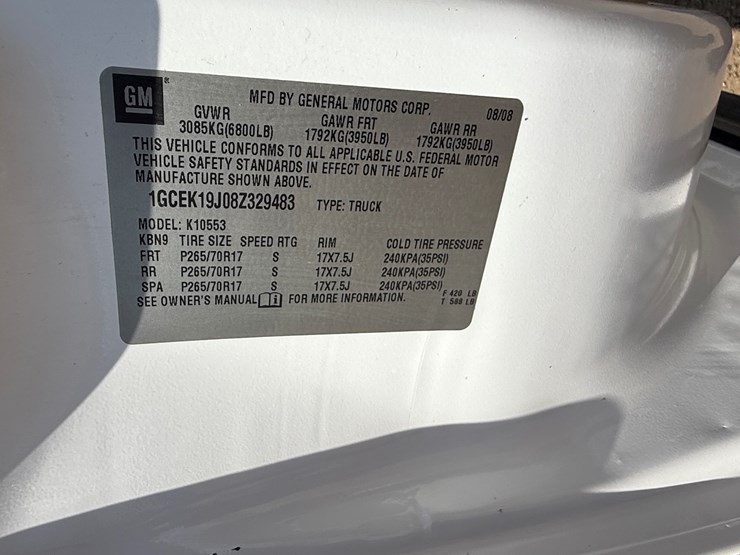 GM ®
MFD BY GENERAL MOTORS CORP. 08/08
GVWR GAWR FRT GAWR RR
3085KG(6800LB) 1792KG(3950LB) 1792KG(3950LB)
THIS VEHICLE CONFORMS TO ALL APPLICABLE U.S. FEDERAL MOTOR
VEHICLE SAFETY STANDARDS IN EFFECT ON THE DATE OF
MANUFACTURE SHOWN ABOVE.
1GCEK19J08Z329483 TYPE: TRUCK
MODEL: K10553
KBN9 TIRE SIZE SPEED RTG RIM COLD TIRE PRESSURE
FRT P265/70R17 S 17X7.5J 240KPA(35PSI)
RR P265/70R17 S 17X7.5J 240KPA(35PSI)
SPA P265/70R17 S 17X7.5J 240KPA(35PSI)
SEE OWNER'S MANUAL i FOR MORE INFORMATION.
F 420 LB
T 588 LB